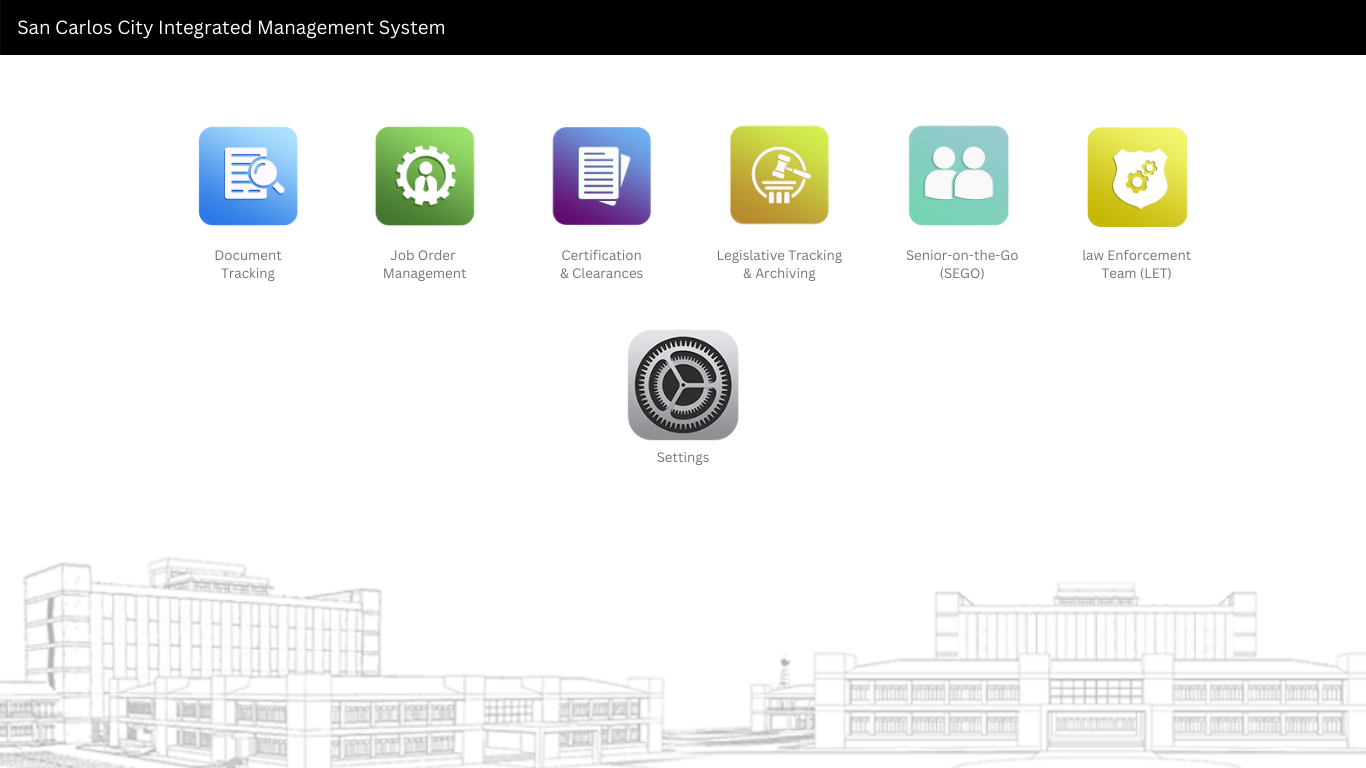 San Carlos City Integrated Management System
Document
Tracking
Job Order
Management
Certification
& Clearances
Legislative Tracking
& Archiving
Senior-on-the-Go
(SEGO)
law Enforcement
Team (LET)
Settings